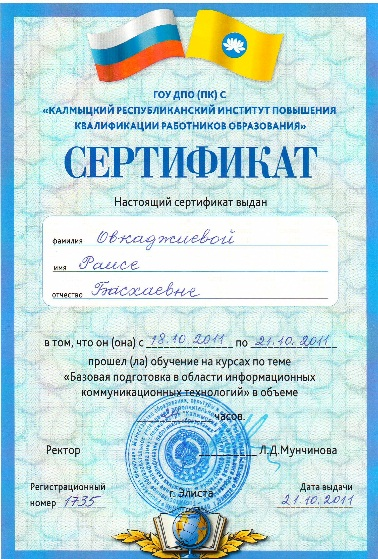 ГОУ ДПО (ПК) С
«КАЛМЫЦКИЙ РЕСПУБЛИКАНСКИЙ ИНСТИТУТ ПОВЫШЕНИЯ
КВАЛИФИКАЦИИ РАБОТНИКОВ ОБРАЗОВАНИЯ»
СЕРТИФИКАТ
Настоящий сертификат выдан
фамилия Овкаджиевой
имя Раисе
отчество Басхаевне
в том, что он (она) с 18.10.2011 по 21.10.2011
прошел (ла) обучение на курсах по теме
«Базовая подготовка в области информационных
коммуникационных технологий» в объеме
часов.
Ректор Л.Д.Мунчинова
Регистрационный
номер 1735
г. Элиста
Дата выдачи
21.10.2011